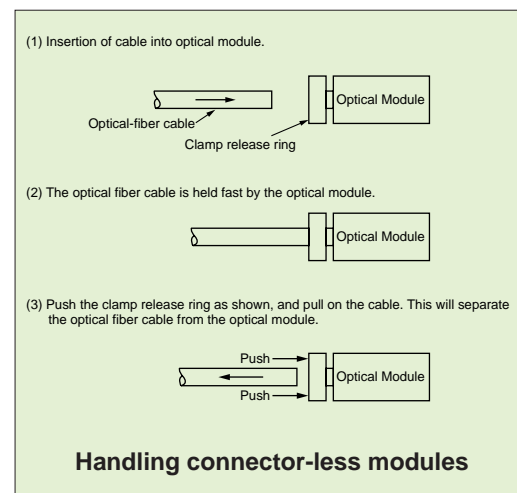 (1) Insertion of cable into optical module.
Optical Module
Optical-fiber cable
Clamp release ring
(2) The optical fiber cable is held fast by the optical module.
Optical Module
(3) Push the clamp release ring as shown, and pull on the cable. This will separate
the optical fiber cable from the optical module.
Push
Optical Module
Push
Handling connector-less modules